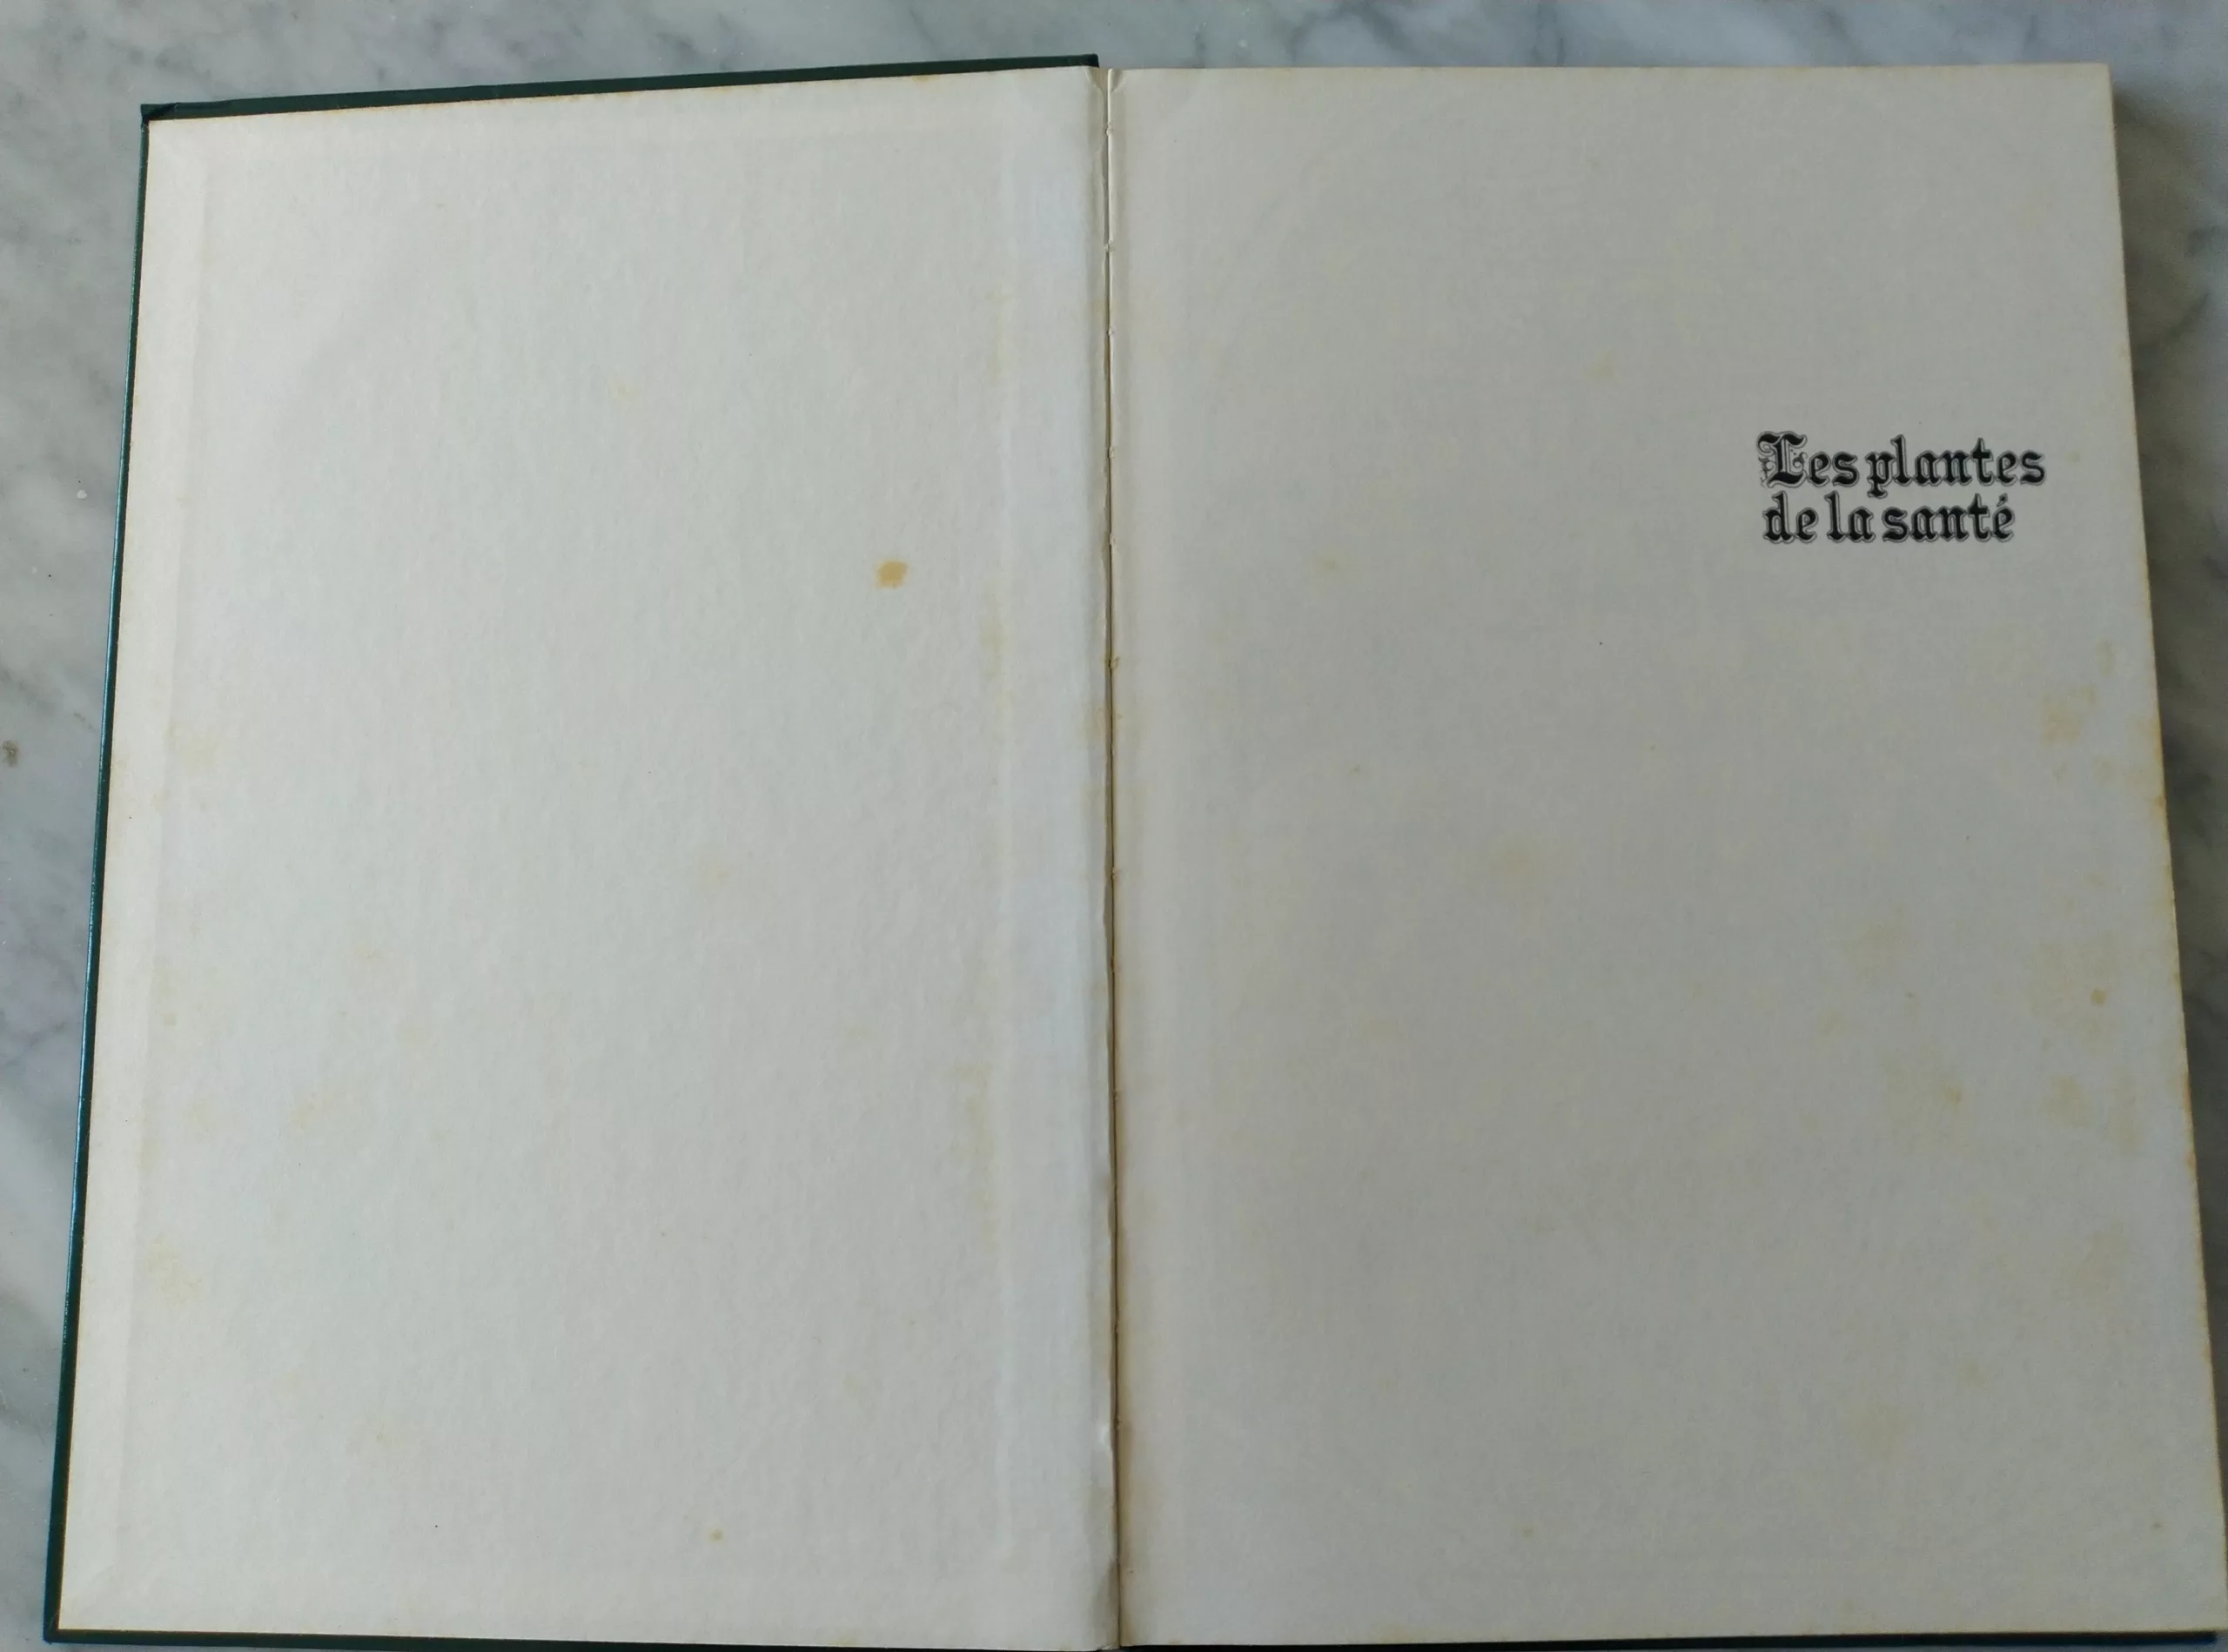 Les plantes
de la santé